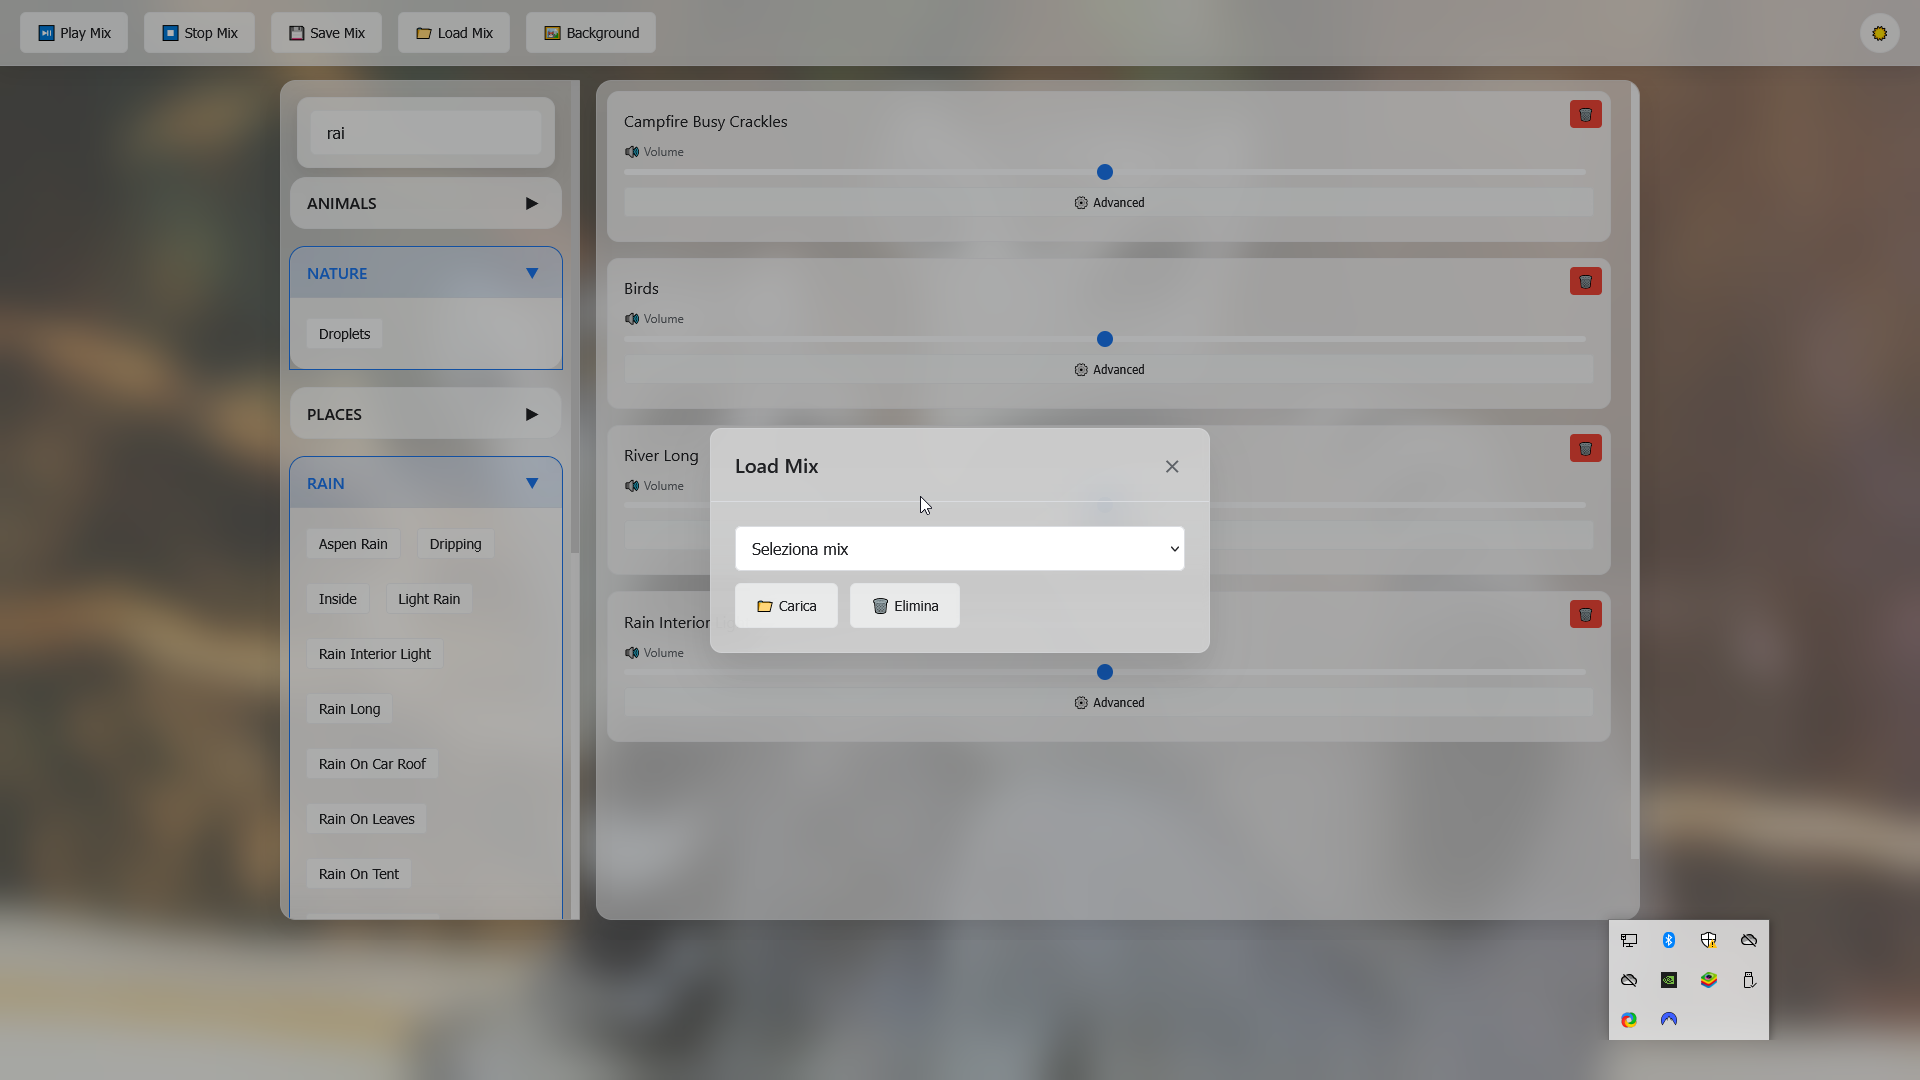 Play Mix
Stop Mix
Save Mix
Load Mix
Background
rai
ANIMALS
NATURE
Droplets
PLACES
RAIN
Aspen Rain
Dripping
Inside
Light Rain
Rain Interior Light
Rain Long
Rain On Car Roof
Rain On Leaves
Rain On Tent
Campfire Busy Crackles
Volume
Advanced
Birds
Volume
Advanced
River Long
Volume
Rain Interior
Volume
Advanced
Load Mix
Seleziona mix
Carica
Elimina